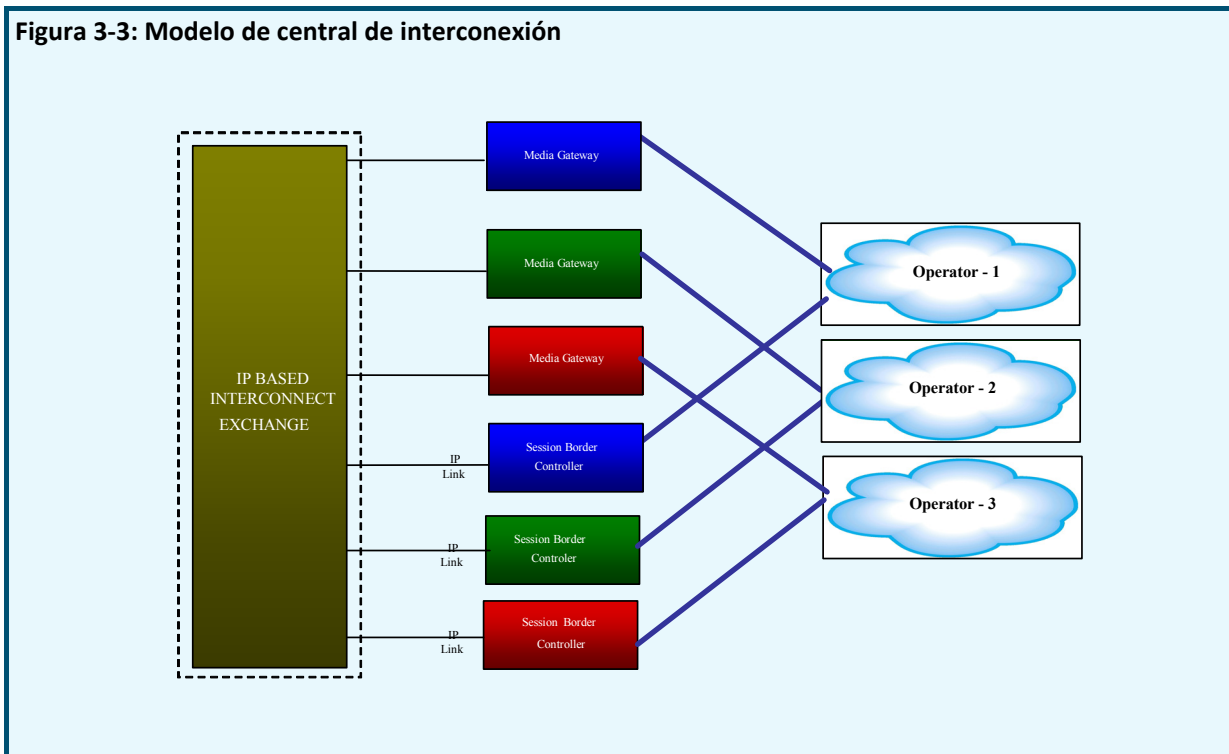 Figura 3-3: Modelo de central de interconexión
IP BASED
INTERCONNECT
EXCHANGE
Media Gateway
Media Gateway
Media Gateway
IP
Link
Session Border
Controller
IP
Link
Session Border
Controler
IP
Link
Session Border
Controller
Operator - 1
Operator - 2
Operator - 3